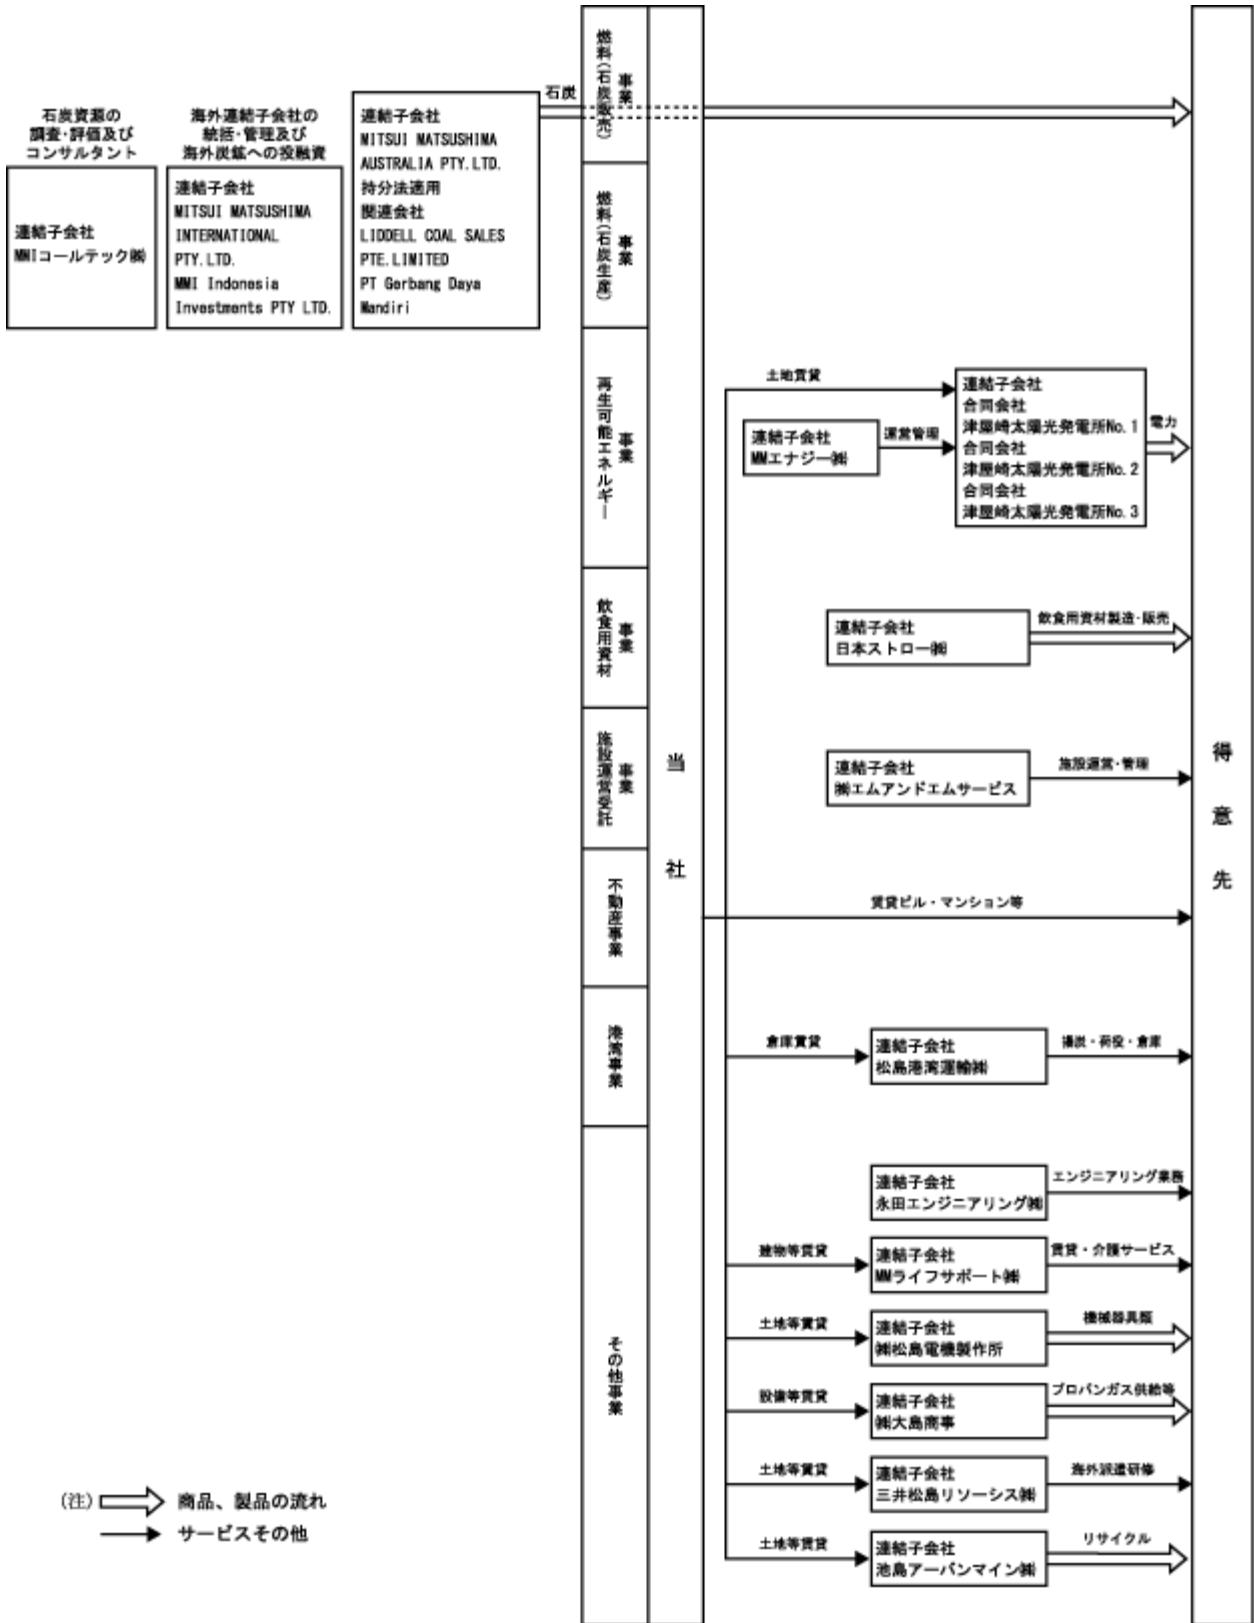 石炭資源の
調査・評価及び
コンサルタント
連結子会社
MMIコールテック㈱
海外連結子会社の
統括・管理及び
海外炭鉱への投融資
連結子会社
MITSUI MATSUSHIMA
INTERNATIONAL
PTY.LTD.
MMI Indonesia
Investments PTY LTD.
連結子会社
MITSUI MATSUSHIMA
AUSTRALIA PTY.LTD.
持分法適用
関連会社
LIDDELL COAL SALES
PTE.LIMITED
PT Gerbang Daya
Mandiri
石炭
燃料(石炭販売)
事業
燃料(石炭生産)
事業
再生可能エネルギー
事業
飲食用資材
事業
施設運営受託
事業
不動産事業
港湾事業
その他事業
当社
土地賃貸
連結子会社
MMエナジー㈱
運営管理
連結子会社
合同会社
津屋崎太陽光発電所No.1
合同会社
津屋崎太陽光発電所No.2
合同会社
津屋崎太陽光発電所No.3
電力
連結子会社
日本ストロー㈱
飲食用資材製造・販売
連結子会社
㈱エムアンドエムサービス
施設運営・管理
賃貸ビル・マンション等
倉庫賃貸
連結子会社
松島港湾運輸㈱
揚炭・荷役・倉庫
連結子会社
永田エンジニアリング㈱
エンジニアリング業務
建物等賃貸
連結子会社
MMライフサポート㈱
賃貸・介護サービス
土地等賃貸
連結子会社
㈱松島電機製作所
機械器具類
設備等賃貸
連結子会社
㈱大島商事
プロパンガス供給等
土地等賃貸
連結子会社
三井松島リソーシス㈱
海外派遣研修
土地等賃貸
連結子会社
池島アーバンマイン㈱
リサイクル
得意先
(注) 商品、製品の流れ
サービスその他